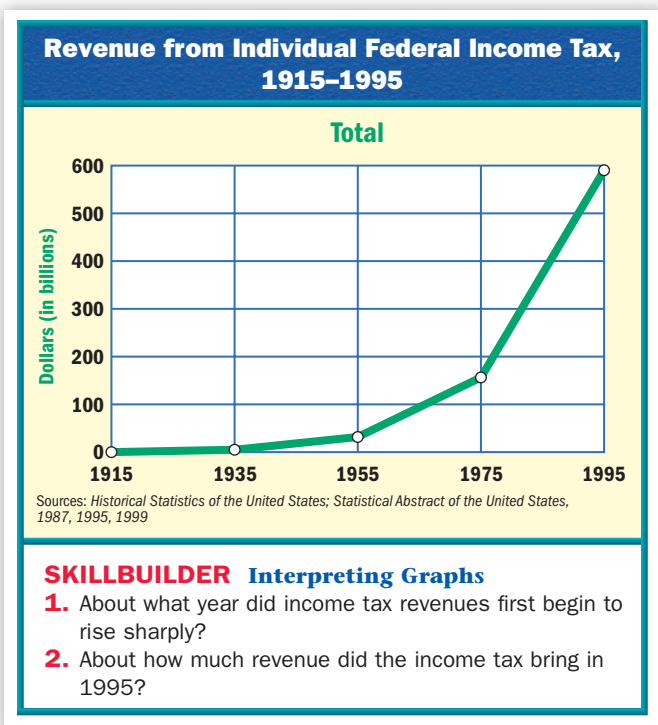 Revenue from Individual Federal Income Tax,
1915–1995
Total
Dollars (in billions)
600
500
400
300
200
100
0
1915 1935 1955 1975 1995
Sources: Historical Statistics of the United States; Statistical Abstract of the United States,
1987, 1995, 1999
SKILLBUILDER Interpreting Graphs
1. About what year did income tax revenues first begin to
rise sharply?
2. About how much revenue did the income tax bring in
1995?